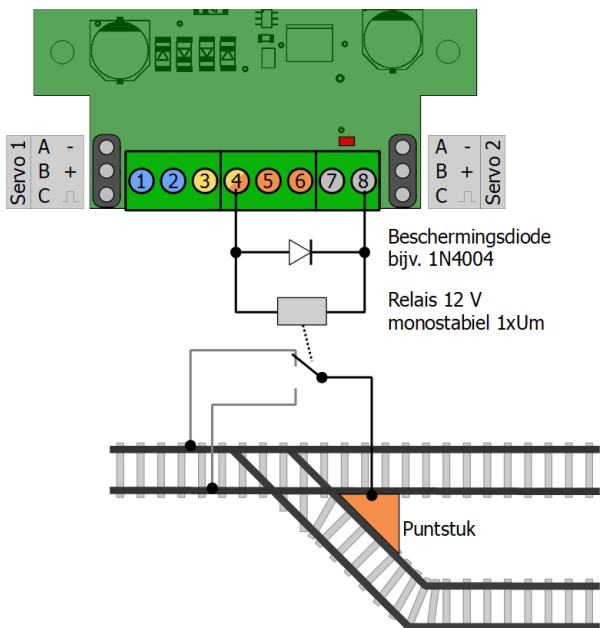 Servo 1
A -
B +
C ⎍
1 2 3 4 5 6 7 8
A -
B +
C ⎍
Servo 2
Beschermingsdiode
bijv. 1N4004
Relais 12 V
monostabiel 1xUm
Puntstuk